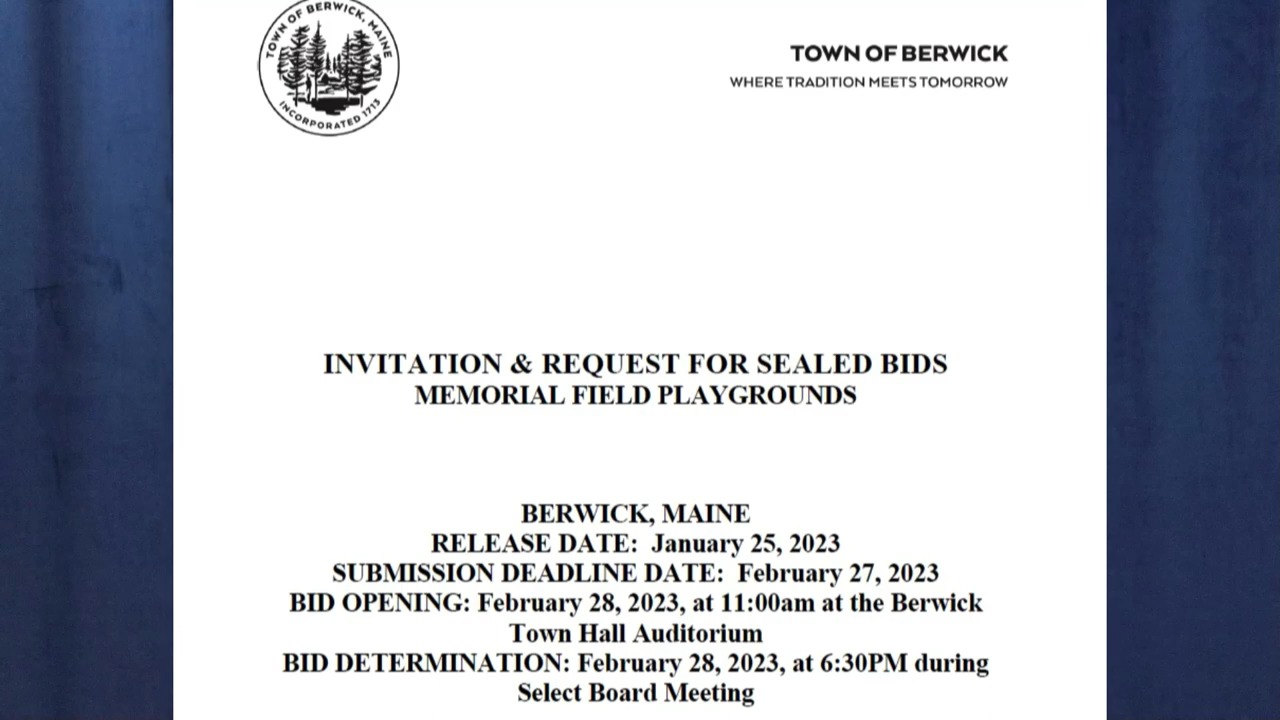 TOWN OF BERWICK, MAINE
INCORPORATED 1713
TOWN OF BERWICK
WHERE TRADITION MEETS TOMORROW
INVITATION & REQUEST FOR SEALED BIDS
MEMORIAL FIELD PLAYGROUNDS
BERWICK, MAINE
RELEASE DATE: January 25, 2023
SUBMISSION DEADLINE DATE: February 27, 2023
BID OPENING: February 28, 2023, at 11:00am at the Berwick
Town Hall Auditorium
BID DETERMINATION: February 28, 2023, at 6:30PM during
Select Board Meeting